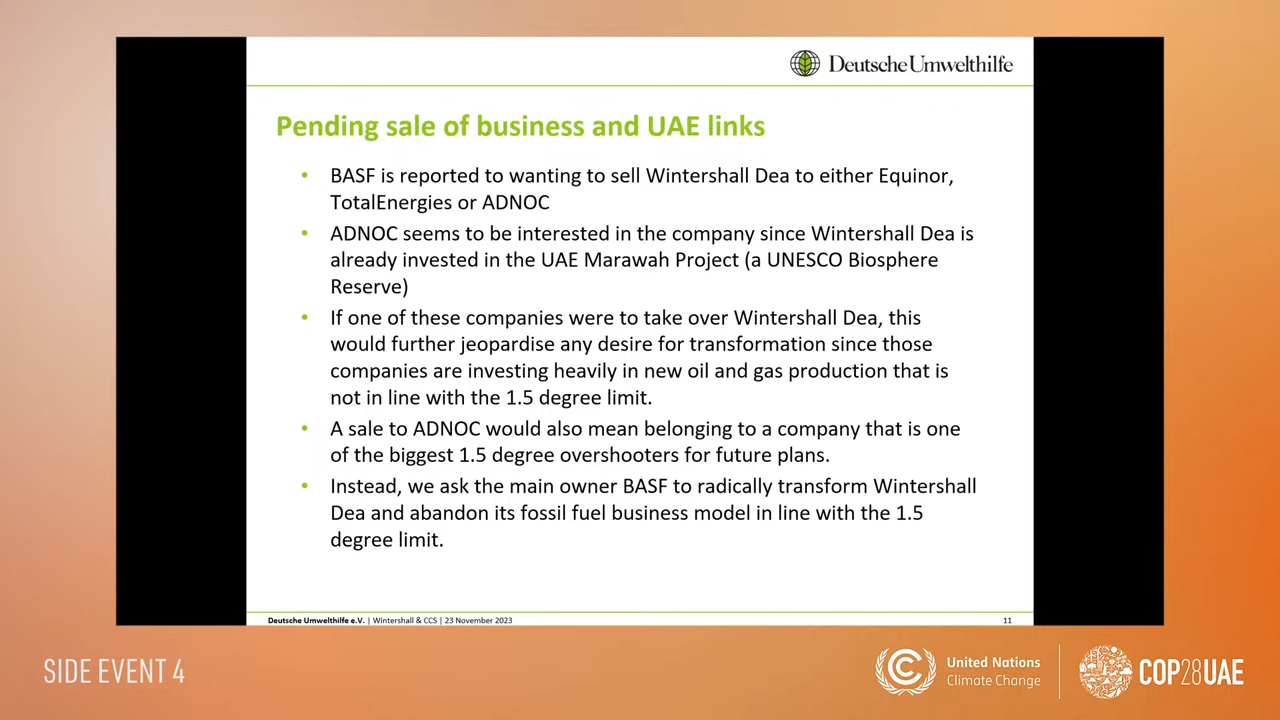 Deutsche Umwelthilfe
Pending sale of business and UAE links
• BASF is reported to wanting to sell Wintershall Dea to either Equinor,
TotalEnergies or ADNOC
• ADNOC seems to be interested in the company since Wintershall Dea is
already invested in the UAE Marawah Project (a UNESCO Biosphere
Reserve)
• If one of these companies were to take over Wintershall Dea, this
would further jeopardise any desire for transformation since those
companies are investing heavily in new oil and gas production that is
not in line with the 1.5 degree limit.
• A sale to ADNOC would also mean belonging to a company that is one
of the biggest 1.5 degree overshooters for future plans.
• Instead, we ask the main owner BASF to radically transform Wintershall
Dea and abandon its fossil fuel business model in line with the 1.5
degree limit.
Deutsche Umwelthilfe e.V. | Wintershall & CCS | 23 November 2023 11
SIDE EVENT 4
United Nations
Climate Change
COP28UAE